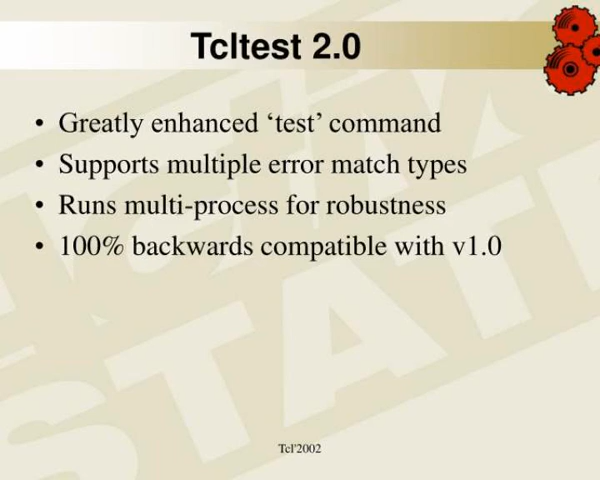 Tcltest 2.0
• Greatly enhanced ‘test’ command
• Supports multiple error match types
• Runs multi-process for robustness
• 100% backwards compatible with v1.0
Tcl'2002